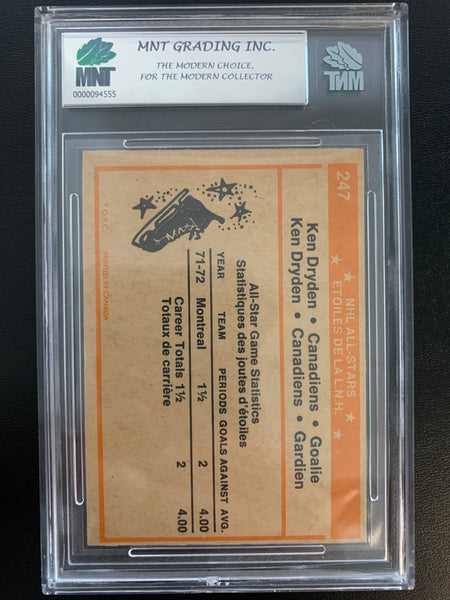 MNT GRADING INC.
THE MODERN CHOICE,
FOR THE MODERN COLLECTOR
MNT
0000094555
MNT
247
★ NHL ALL-STARS ★
★ ETOILES DE LA L.N.H. ★
Ken Dryden • Canadiens • Goalie
Ken Dryden • Canadiens • Gardien
All-Star Game Statistics
Statistiques des joutes d'étoiles
YEAR TEAM PERIODS GOALS AGAINST AVG.
71-72 Montreal 1½ 2 4.00
Career Totals 1½ 2 4.00
Totaux de carrière
* O.P.C. PRINTED IN CANADA